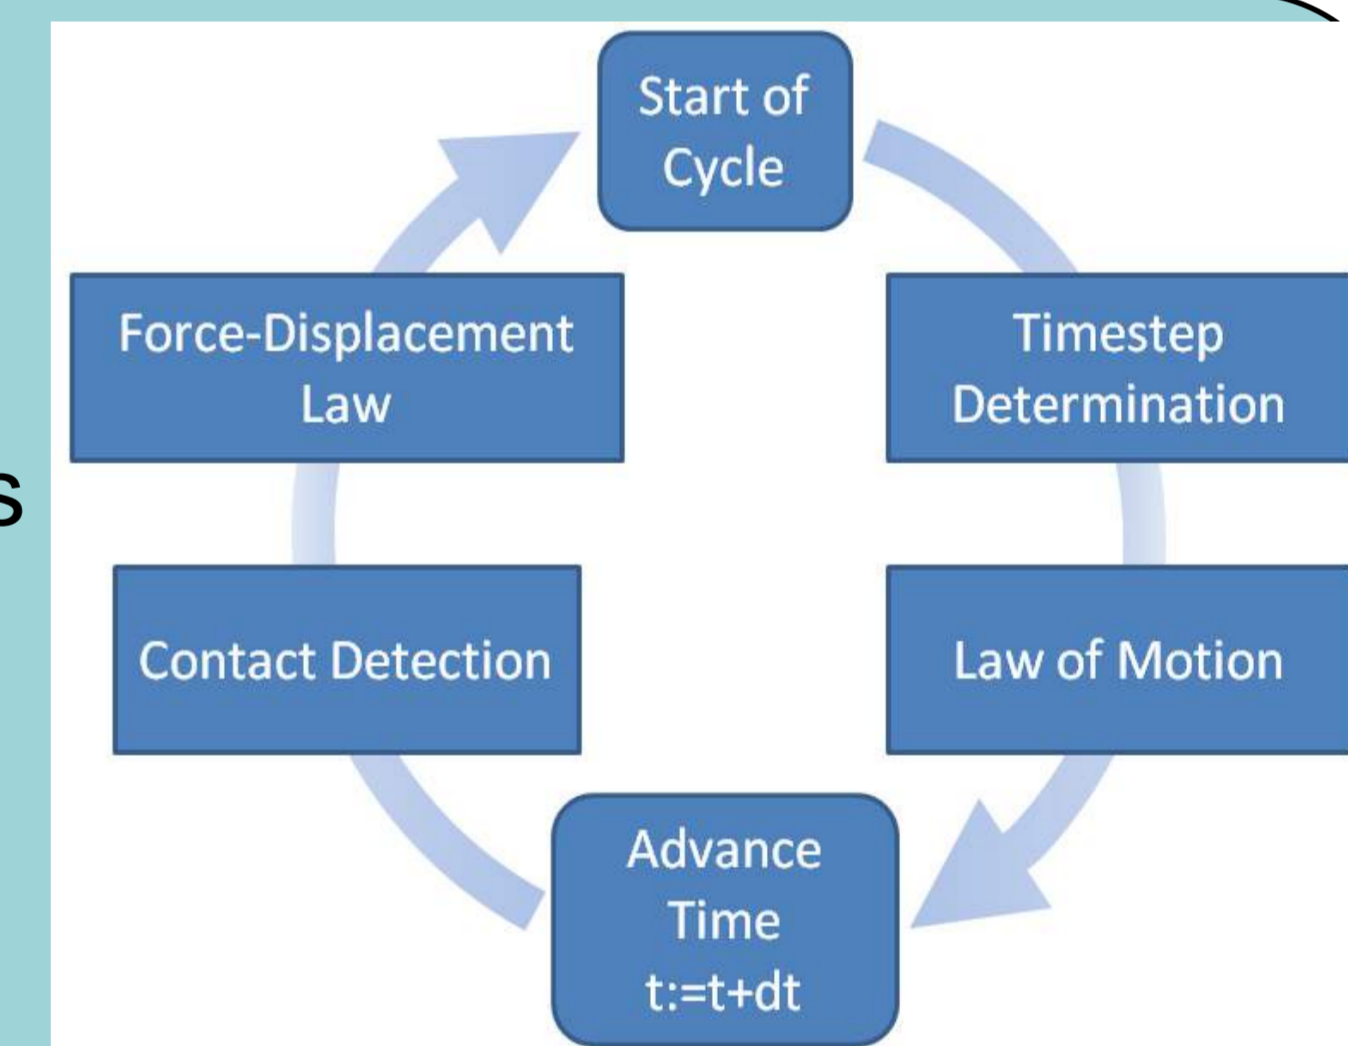 Start of
Cycle
Timestep
Determination
Law of Motion
Advance
Time
t:=t+dt
Contact Detection
Force-Displacement
Law
s